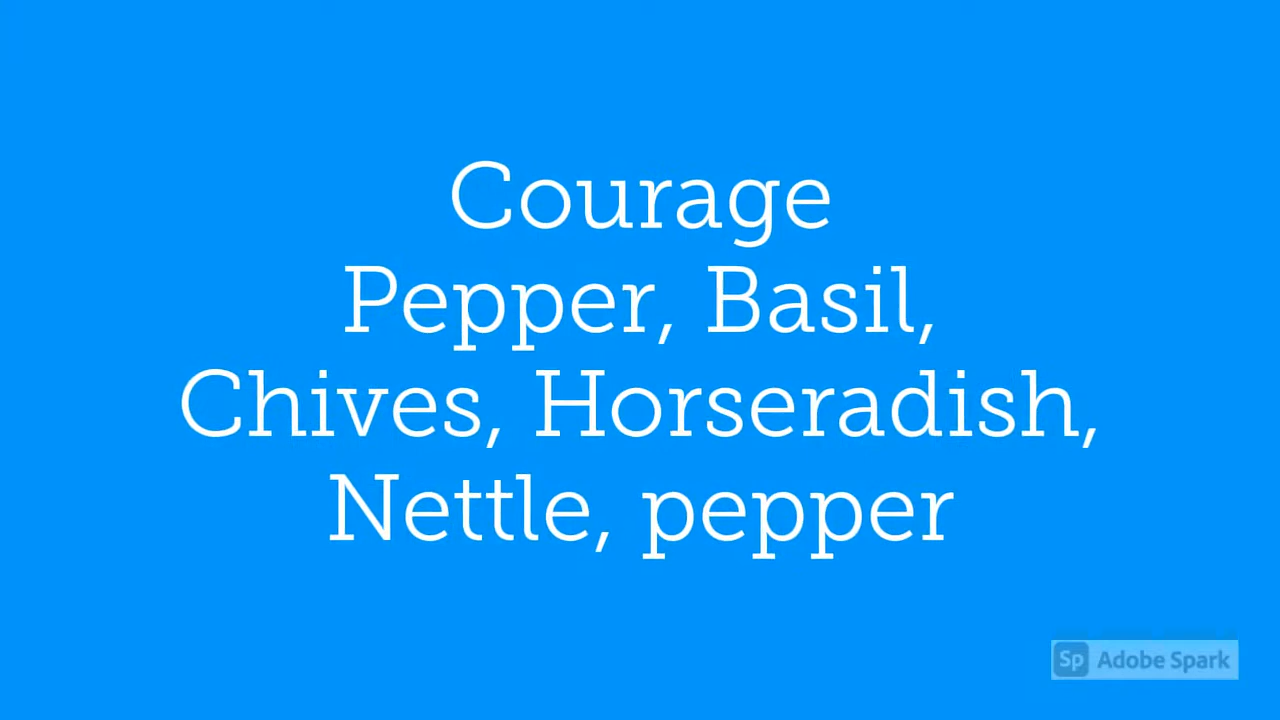 Courage
Pepper, Basil,
Chives, Horseradish,
Nettle, pepper
Sp Adobe Spark